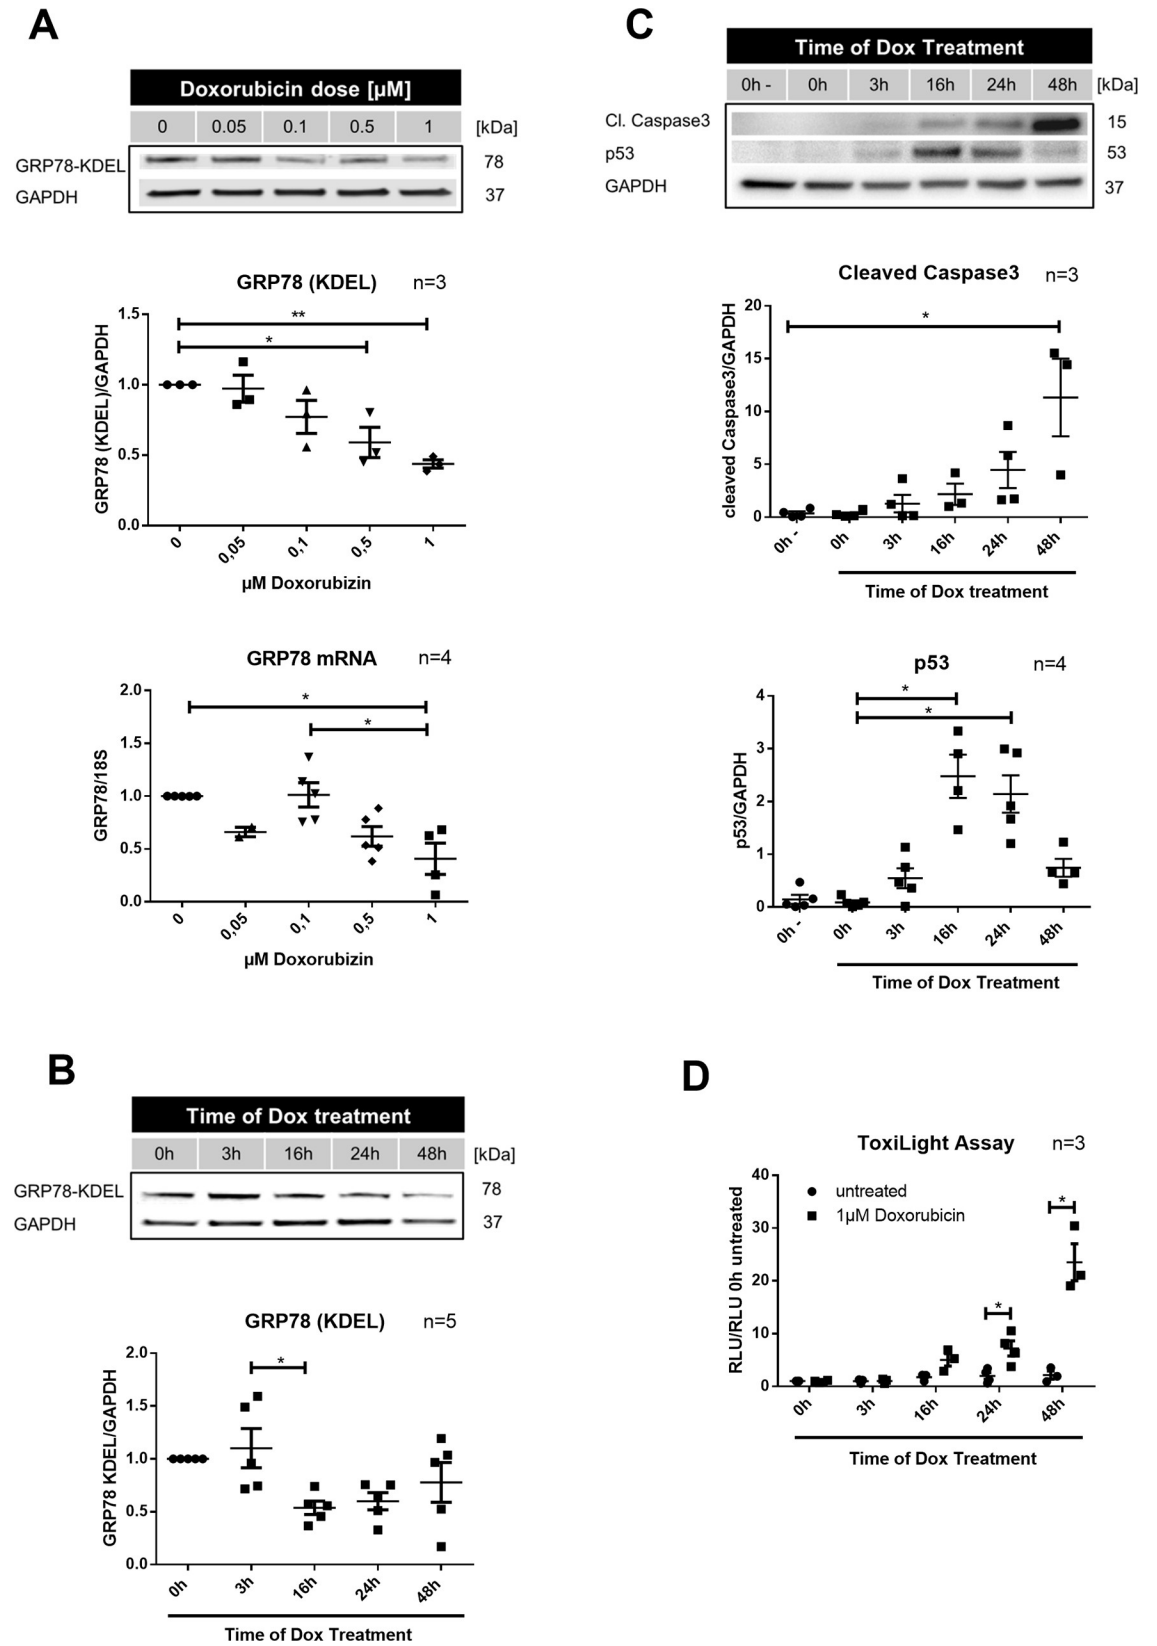 A
Doxorubicin dose [µM]
0 0.05 0.1 0.5 1 [kDa]
GRP78-KDEL 78
GAPDH 37
GRP78 (KDEL) n=3
GRP78 (KDEL)/GAPDH
1.5
1.0
0.5
0.0
**
*
0 0,05 0,1 0,5 1
µM Doxorubizin
GRP78 mRNA n=4
GRP78/18S
2.0
1.5
1.0
0.5
0.0
*
*
0 0,05 0,1 0,5 1
µM Doxorubizin
B
Time of Dox treatment
0h 3h 16h 24h 48h [kDa]
GRP78-KDEL 78
GAPDH 37
GRP78 (KDEL) n=5
GRP78 KDEL/GAPDH
2.0
1.5
1.0
0.5
0.0
*
0h 3h 16h 24h 48h
Time of Dox Treatment
C
Time of Dox Treatment
0h - 0h 3h 16h 24h 48h [kDa]
Cl. Caspase3 15
p53 53
GAPDH 37
Cleaved Caspase3 n=3
cleaved Caspase3/GAPDH
20
15
10
5
0
*
0h - 0h 3h 16h 24h 48h
Time of Dox treatment
p53 n=4
p53/GAPDH
4
3
2
1
0
*
*
0h - 0h 3h 16h 24h 48h
Time of Dox Treatment
D
ToxiLight Assay n=3
RLU/RLU 0h untreated
40
30
20
10
0
untreated
1µM Doxorubicin
*
*
0h 3h 16h 24h 48h
Time of Dox Treatment